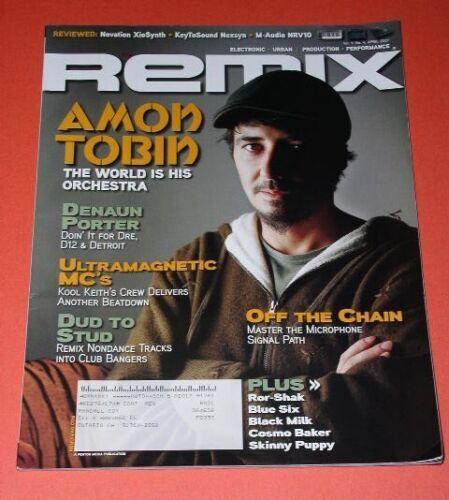 REVIEWED: Novation XioSynth • KeyToSound Nexsyn • M-Audio NRV10
ELECTRONIC · URBAN | PRODUCTION · PERFORMANCE
REMIX
AMON
TOBIN
THE WORLD IS HIS
ORCHESTRA
DENAUN
PORTER
DOIN' IT FOR DRE,
D12 & DETROIT
ULTRAMAGNETIC
MC'S
KOOL KEITH'S CREW DELIVERS
ANOTHER BEATDOWN
DUD TO
STUD
REMIX NONDANCE TRACKS
INTO CLUB BANGERS
OFF THE CHAIN
MASTER THE MICROPHONE
SIGNAL PATH
PLUS »
Ror-Shak
Blue Six
Black Milk
Cosmo Baker
Skinny Puppy
A PENTON MEDIA PUBLICATION